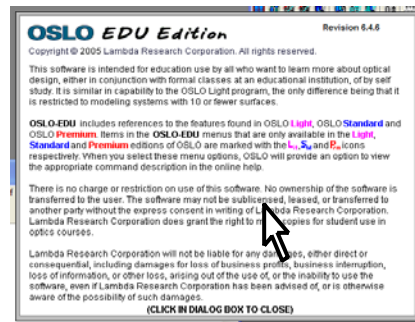 OSLO EDU Edition
Revision 6.4.6
Copyright © 2005 Lambda Research Corporation. All rights reserved.
This software is intended for education use by all who want to learn more about optical
design, either in conjunction with formal classes at an educational institution, of by self
study. It is similar in capability to the OSLO Light program, the only difference being that it
is restricted to modeling systems with 10 or fewer surfaces.
OSLO-EDU includes references to the features found in OSLO Light, OSLO Standard and
OSLO Premium. Items in the OSLO-EDU menus that are only available in the Light,
Standard and Premium editions of OSLO are marked with the and icons
respectively. When you select these menu options, OSLO will provide an option to view
the appropriate command description in the online help.
There is no charge or restriction on use of this software. No ownership of the software is
transferred to the user. The software may not be sublicensed, leased, or transferred to
another party without the express consent in writing of Lambda Research Corporation.
Lambda Research Corporation does grant the right to make copies for student use in
optics courses.
Lambda Research Corporation will not be liable for any damages, either direct or
consequential, including damages for loss of business profits, business interruption,
loss of information, or other loss, arising out of the use of, or the inability to use the
software, even if Lambda Research Corporation has been advised of, or is otherwise
aware of the possibility of such damages.
(CLICK IN DIALOG BOX TO CLOSE)